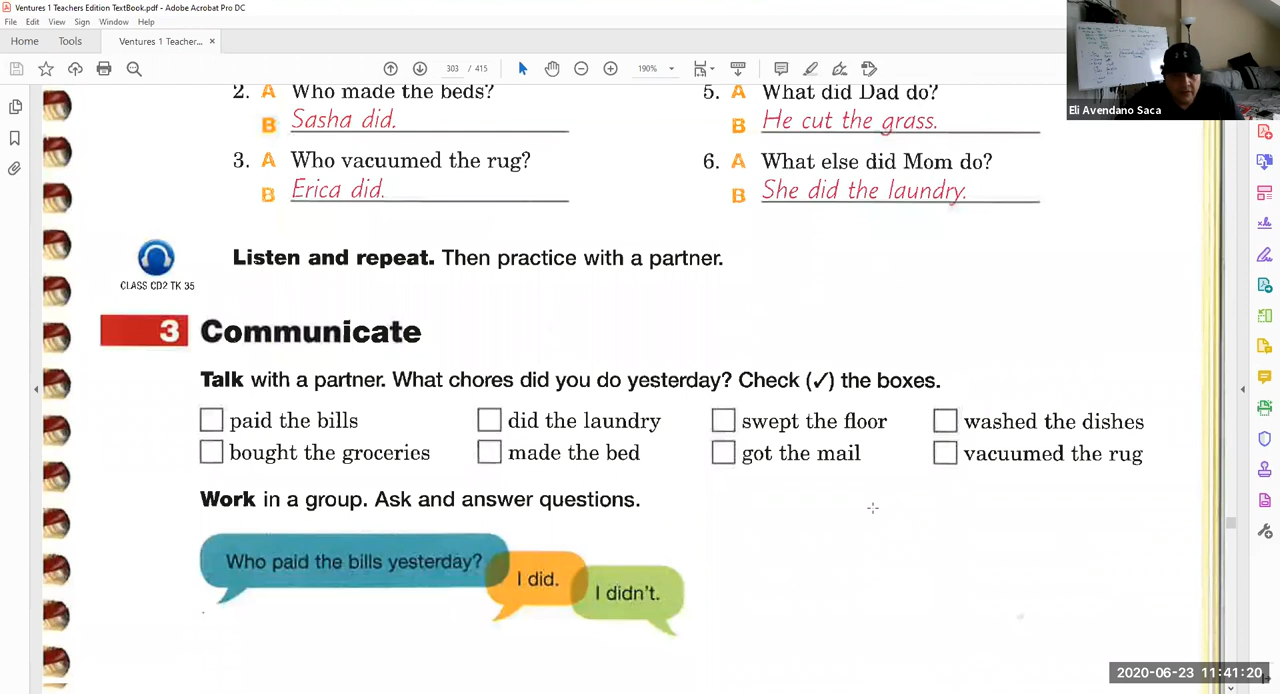 Ventures 1 Teachers Edition TextBook.pdf - Adobe Acrobat Pro DC
File Edit View Sign Window Help
Home Tools Ventures 1 Teacher... ×
303 / 415 190%
Eli Avendano Saca
2. A Who made the beds?
B Sasha did.
3. A Who vacuumed the rug?
B Erica did.
5. A What did Dad do?
B He cut the grass.
6. A What else did Mom do?
B She did the laundry.
CLASS CD2 TK 35
Listen and repeat. Then practice with a partner.
3 Communicate
Talk with a partner. What chores did you do yesterday? Check (✓) the boxes.
paid the bills did the laundry swept the floor washed the dishes
bought the groceries made the bed got the mail vacuumed the rug
Work in a group. Ask and answer questions.
Who paid the bills yesterday?
I did.
I didn't.
2020-06-23 11:41:20